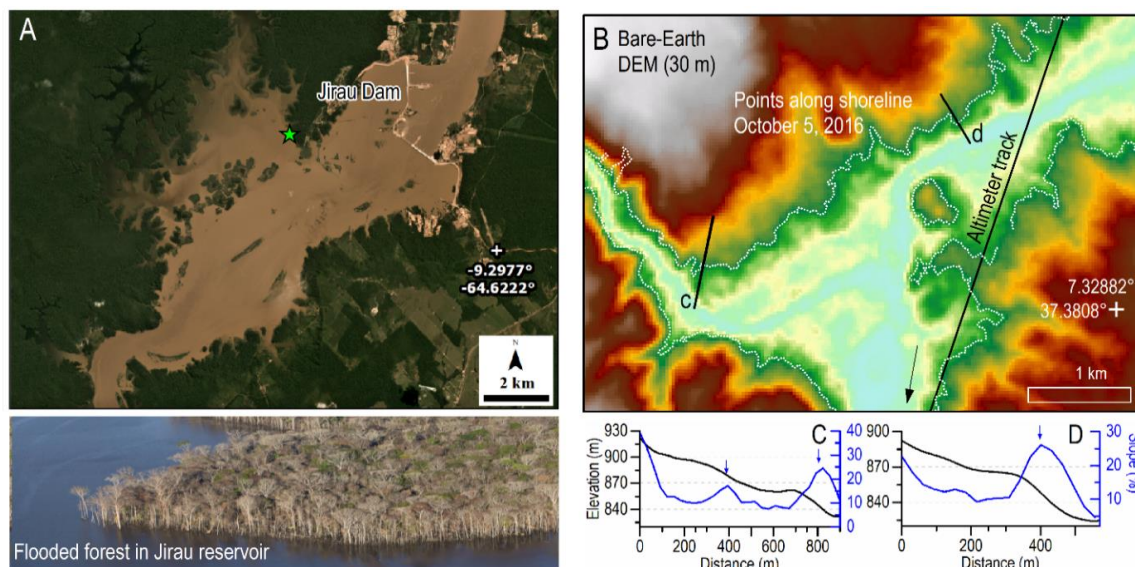 A
Jirau Dam
-9.2977°
-64.6222°
N
2 km
Flooded forest in Jirau reservoir
B
Bare-Earth
DEM (30 m)
Points along shoreline
October 5, 2016
d
Altimeter track
c
7.32882°
37.3808°
1 km
C
Elevation (m)
930
900
870
840
40
30
20
10
0
0 200 400 600 800
Distance (m)
D
900
870
840
30
25
20
15
10
5
Slope (%)
0 200 400
Distance (m)